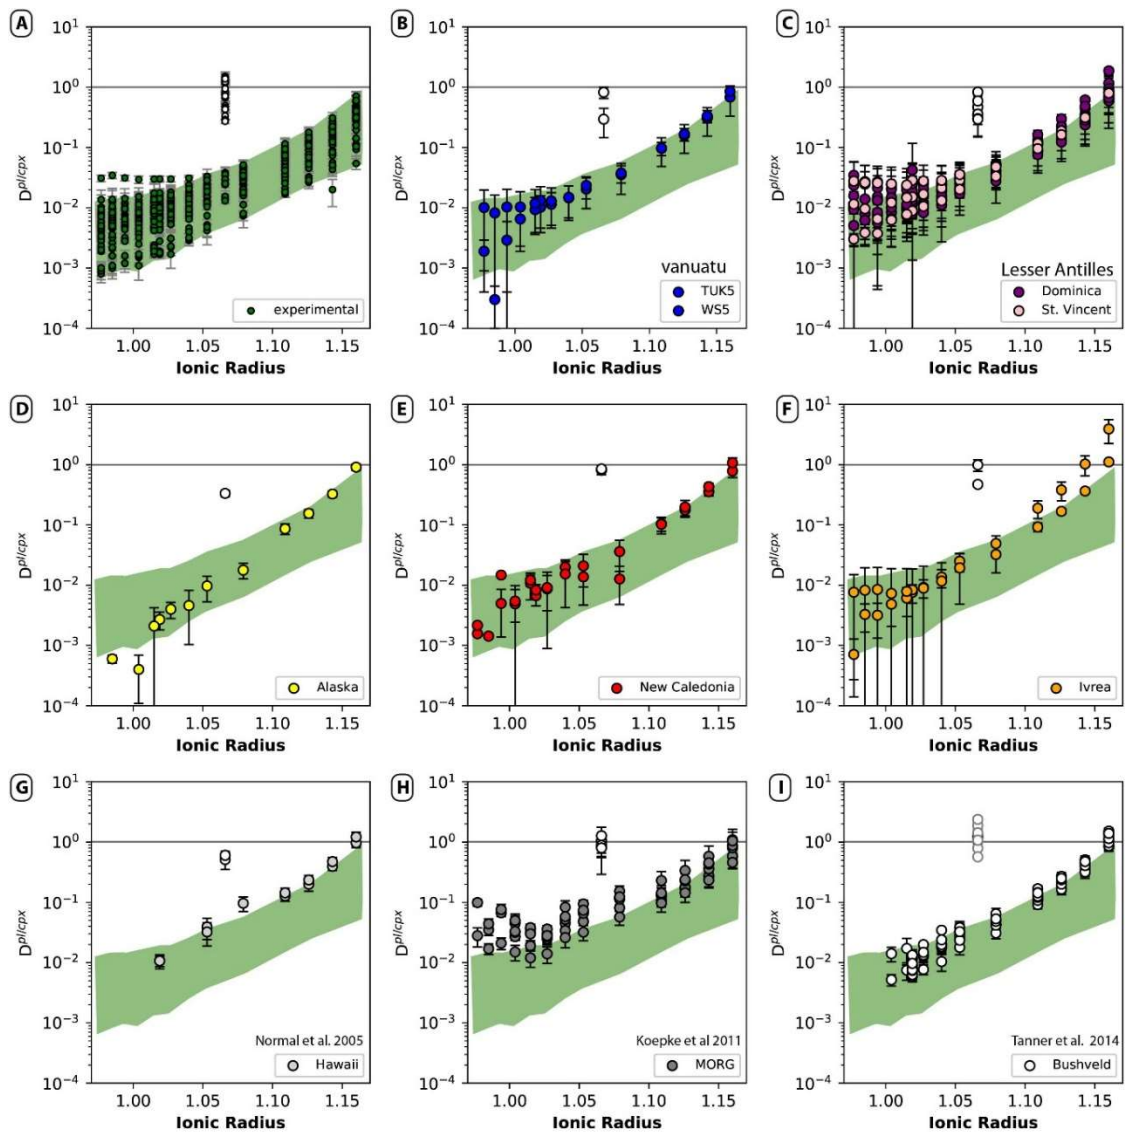 A
B
C
10¹
10⁰
10⁻¹
10⁻²
10⁻³
10⁻⁴
D^pl/cpx
experimental
1.00 1.05 1.10 1.15
Ionic Radius
10¹
10⁰
10⁻¹
10⁻²
10⁻³
10⁻⁴
D^pl/cpx
vanuatu
TUK5
WS5
1.00 1.05 1.10 1.15
Ionic Radius
10¹
10⁰
10⁻¹
10⁻²
10⁻³
10⁻⁴
D^pl/cpx
Lesser Antilles
Dominica
St. Vincent
1.00 1.05 1.10 1.15
Ionic Radius
D
E
F
10¹
10⁰
10⁻¹
10⁻²
10⁻³
10⁻⁴
D^pl/cpx
Alaska
1.00 1.05 1.10 1.15
Ionic Radius
10¹
10⁰
10⁻¹
10⁻²
10⁻³
10⁻⁴
D^pl/cpx
New Caledonia
1.00 1.05 1.10 1.15
Ionic Radius
10¹
10⁰
10⁻¹
10⁻²
10⁻³
10⁻⁴
D^pl/cpx
Ivrea
1.00 1.05 1.10 1.15
Ionic Radius
G
H
I
10¹
10⁰
10⁻¹
10⁻²
10⁻³
10⁻⁴
D^pl/cpx
Normal et al. 2005
Hawaii
1.00 1.05 1.10 1.15
Ionic Radius
10¹
10⁰
10⁻¹
10⁻²
10⁻³
10⁻⁴
D^pl/cpx
Koepke et al 2011
MORG
1.00 1.05 1.10 1.15
Ionic Radius
10¹
10⁰
10⁻¹
10⁻²
10⁻³
10⁻⁴
D^pl/cpx
Tanner et al. 2014
Bushveld
1.00 1.05 1.10 1.15
Ionic Radius